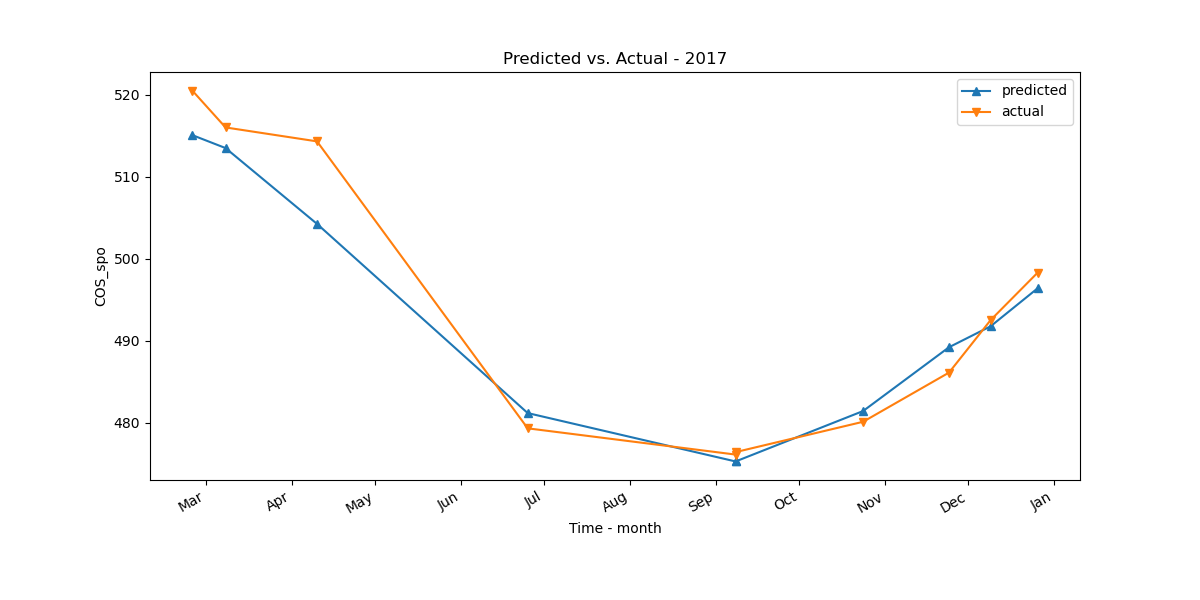 Predicted vs. Actual - 2017
predicted
actual
520
510
500
490
480
COS_spo
Mar
Apr
May
Jun
Jul
Aug
Sep
Oct
Nov
Dec
Jan
Time - month